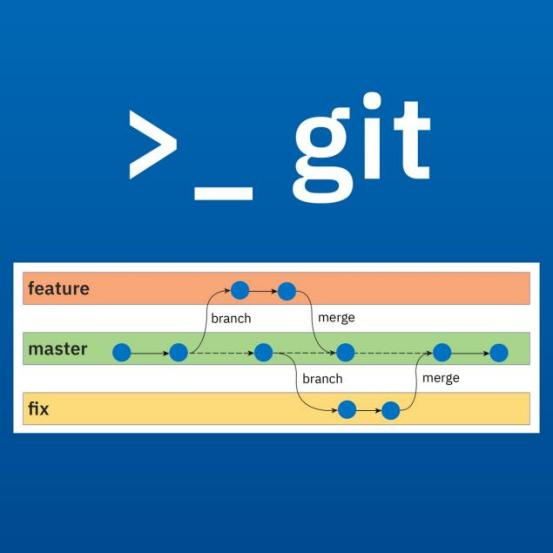 >_ git
feature
branch
merge
master
branch
merge
fix